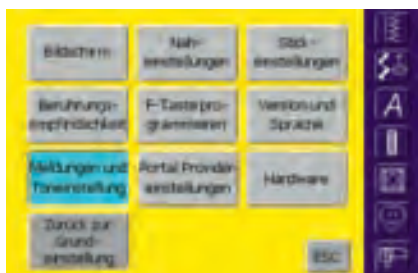 Bildschirm
Näh-
einstellungen
Stick-
einstellungen
Berührungs-
empfindlichkeit
F-Taste pro-
grammieren
Version und
Sprache
Meldungen und
Toneinstellung
Portal Provider-
einstellungen
Hardware
Zurück zur
Grund-
einstellung
ESC
A